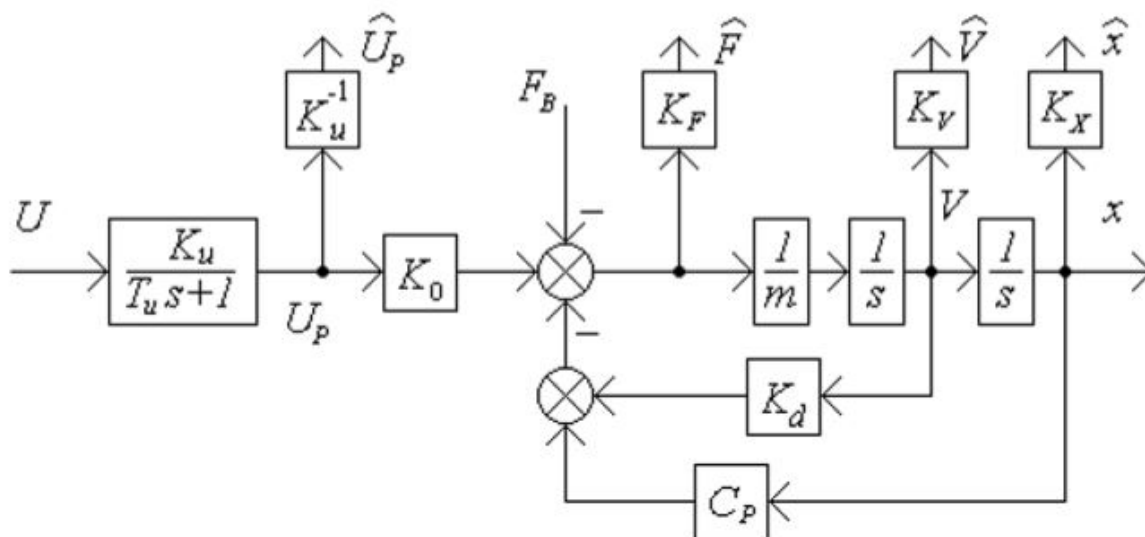 Û_P
F̂
V̂
x̂
K_u^{-1}
F_B
K_F
K_V
K_X
U
–
V
x
K_u
T_u s+1
K_0
1
m
1
s
1
s
U_P
–
K_d
C_P